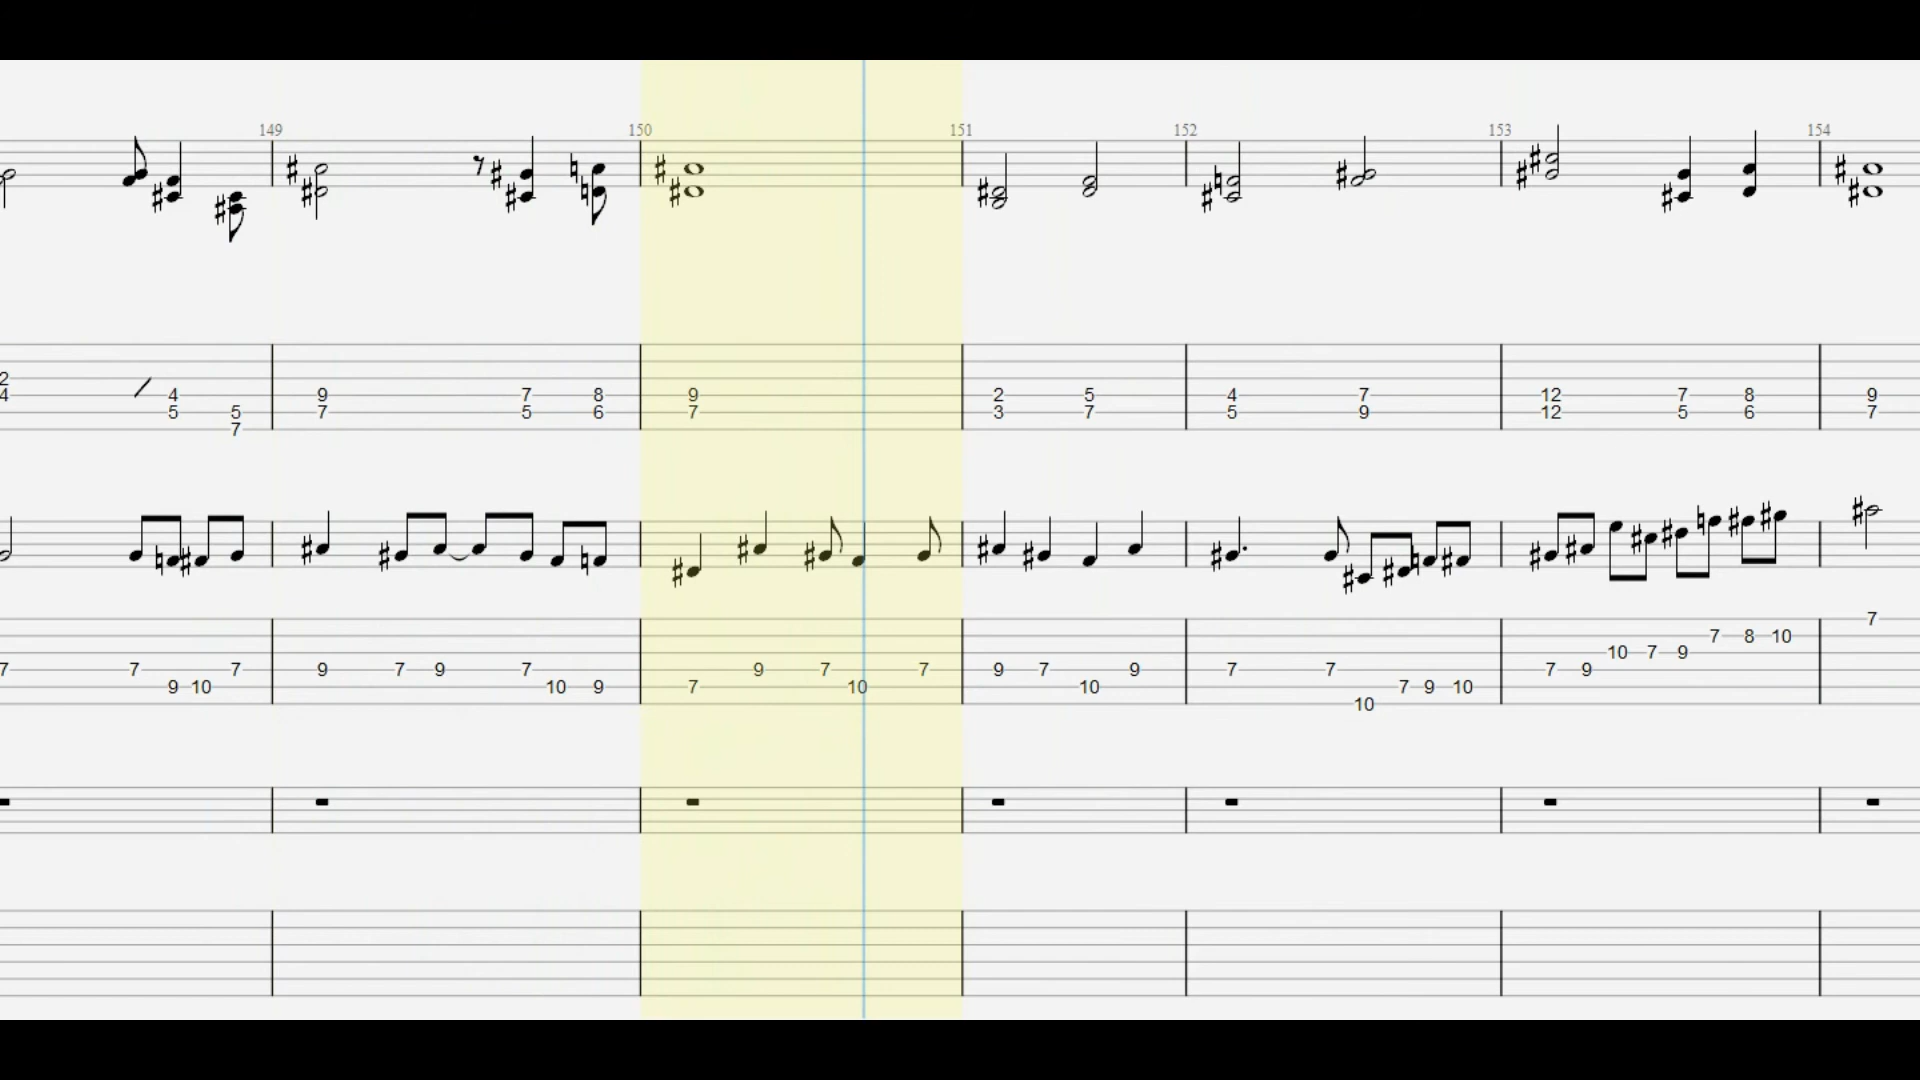 149 150 151 152 153 154
2
4 4 9 7 8 9 2 5 4 7 12 7 8 9
5 5 7 5 6 7 3 7 5 9 12 5 6 7
7
7
7 8 10
10 7 9
7 7 7 9 7 9 7 9 7 7 9 7 9 7 7 7 9
9 10 10 9 7 10 10 7 9 10
10